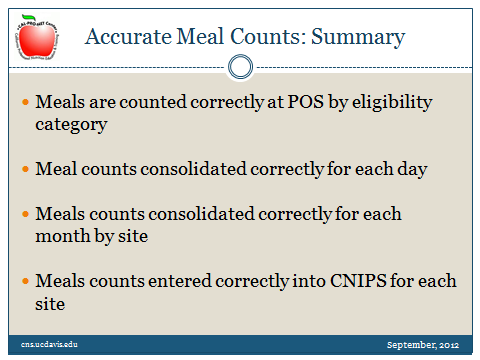 Accurate Meal Counts: Summary
Meals are counted correctly at POS by eligibility
category
Meal counts consolidated correctly for each day
Meals counts consolidated correctly for each
month by site
Meals counts entered correctly into CNIPS for each
site
cns.ucdavis.edu
September, 2012